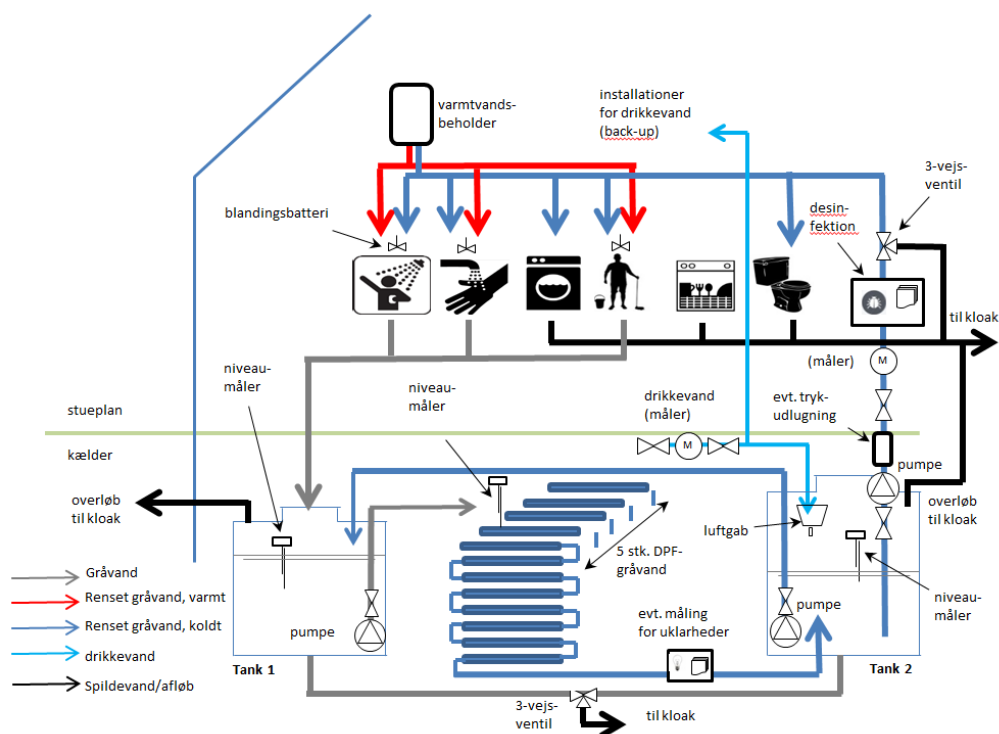 varmtvands-
beholder
installationer
for drikkevand
(back-up)
3-vejs-
ventil
desin-
fektion
blandingsbatteri
til kloak
(måler)
M
niveau-
måler
niveau-
måler
drikkevand
(måler)
M
evt. tryk-
udlugning
stueplan
kælder
pumpe
overløb
til kloak
overløb
til kloak
luftgab
5 stk. DPF-
gråvand
Gråvand
Renset gråvand, varmt
Renset gråvand, koldt
drikkevand
Spildevand/afløb
pumpe
evt. måling
for uklarheder
pumpe
niveau-
måler
Tank 1
Tank 2
3-vejs-
ventil
til kloak